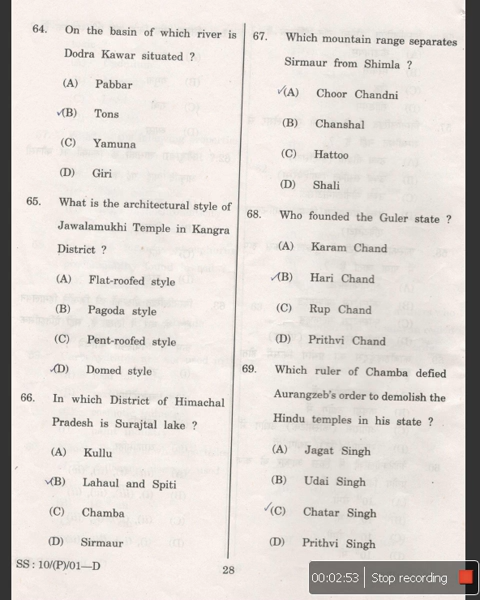 64. On the basin of which river is
Dodra Kawar situated ?
(A) Pabbar
(B) Tons
(C) Yamuna
(D) Giri
65. What is the architectural style of
Jawalamukhi Temple in Kangra
District ?
(A) Flat-roofed style
(B) Pagoda style
(C) Pent-roofed style
(D) Domed style
66. In which District of Himachal
Pradesh is Surajtal lake ?
(A) Kullu
(B) Lahaul and Spiti
(C) Chamba
(D) Sirmaur
SS : 10/(P)/01—D
28
67. Which mountain range separates
Sirmaur from Shimla ?
(A) Choor Chandni
(B) Chanshal
(C) Hattoo
(D) Shali
68. Who founded the Guler state ?
(A) Karam Chand
(B) Hari Chand
(C) Rup Chand
(D) Prithvi Chand
69. Which ruler of Chamba defied
Aurangzeb's order to demolish the
Hindu temples in his state ?
(A) Jagat Singh
(B) Udai Singh
(C) Chatar Singh
(D) Prithvi Singh
00:02:53 Stop recording